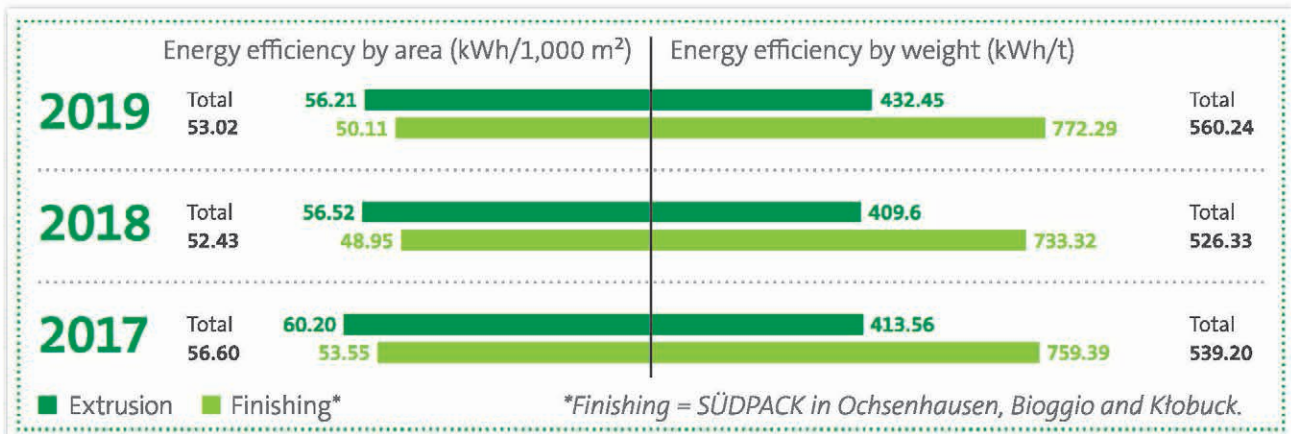 Energy efficiency by area (kWh/1,000 m²) Energy efficiency by weight (kWh/t)
2019 Total 56.21 432.45 Total
53.02 50.11 772.29 560.24
2018 Total 56.52 409.6 Total
52.43 48.95 733.32 526.33
2017 Total 60.20 413.56 Total
56.60 53.55 759.39 539.20
Extrusion Finishing* *Finishing = SÜDPACK in Ochsenhausen, Bioggio and Kłobuck.